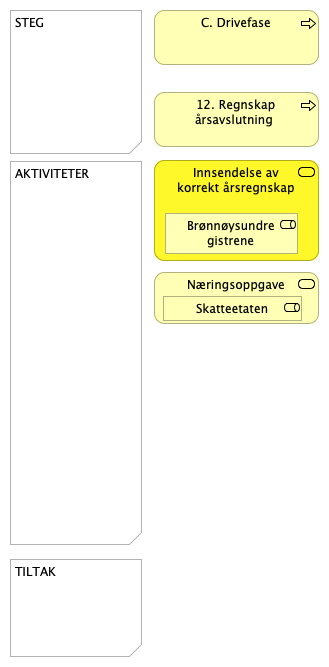 STEG
C. Drivefase
12. Regnskap
årsavslutning
AKTIVITETER
Innsendelse av
korrekt årsregnskap
Brønnøysundre
gistrene
Næringsoppgave
Skatteetaten
TILTAK